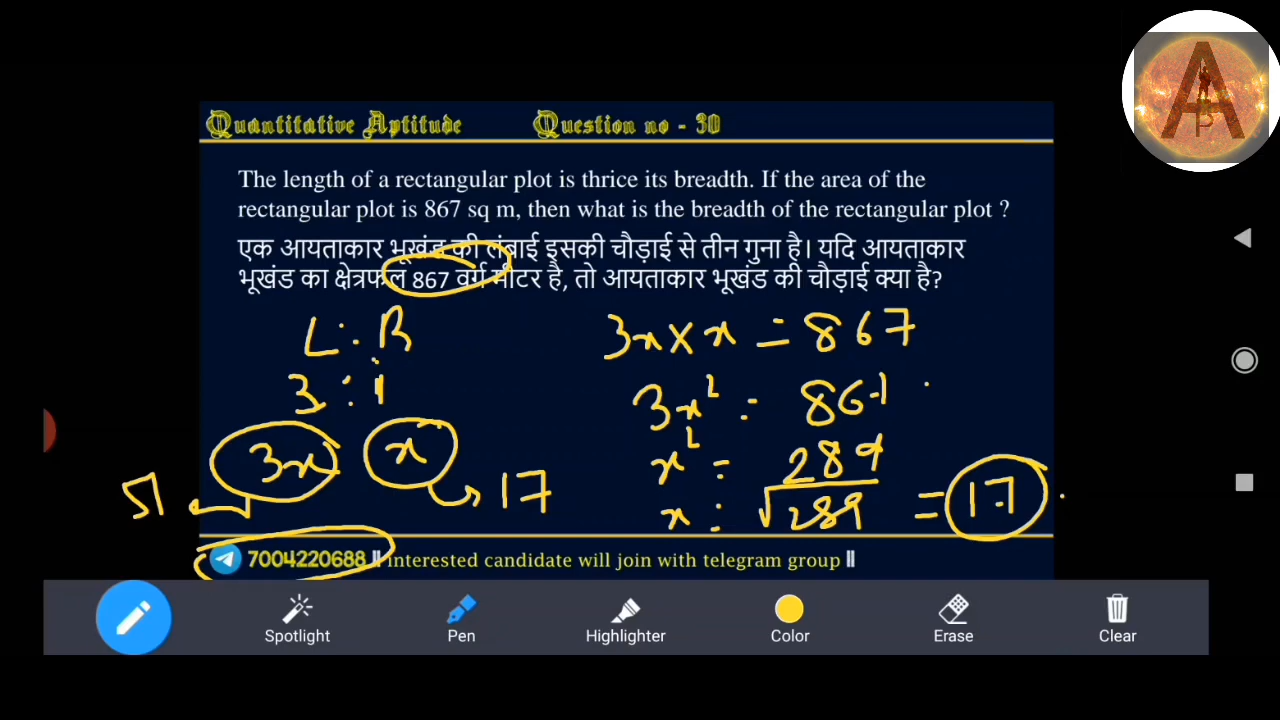 Quantitative Aptitude Question no - 30
The length of a rectangular plot is thrice its breadth. If the area of the
rectangular plot is 867 sq m, then what is the breadth of the rectangular plot ?
एक आयताकार भूखंड की लंबाई इसकी चौड़ाई से तीन गुना है। यदि आयताकार
भूखंड का क्षेत्रफल 867 वर्ग मीटर है, तो आयताकार भूखंड की चौड़ाई क्या है?
L : B
3 : 1
3x x
51 17
3x × x = 867
3x² = 867
x² = 289
x = √289 = 17
7004220688 || interested candidate will join with telegram group ||
Spotlight Pen Highlighter Color Erase Clear
AP